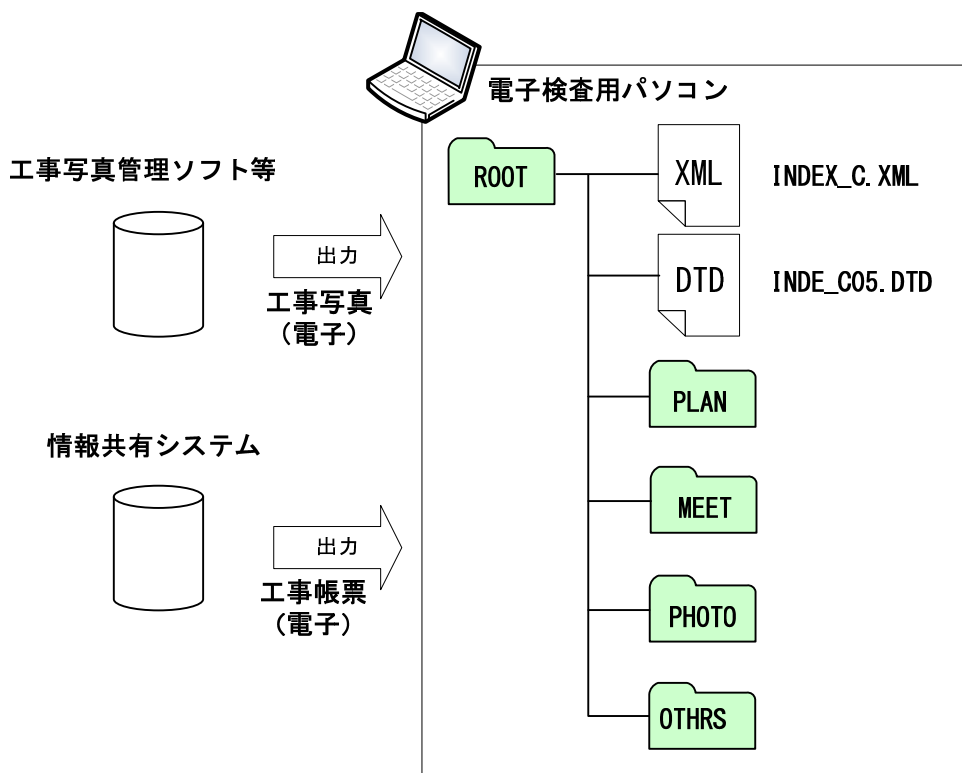 電子検査用パソコン
工事写真管理ソフト等
出力
工事写真
(電子)
情報共有システム
出力
工事帳票
(電子)
ROOT
XML
INDEX_C.XML
DTD
INDE_C05.DTD
PLAN
MEET
PHOTO
OTHRS